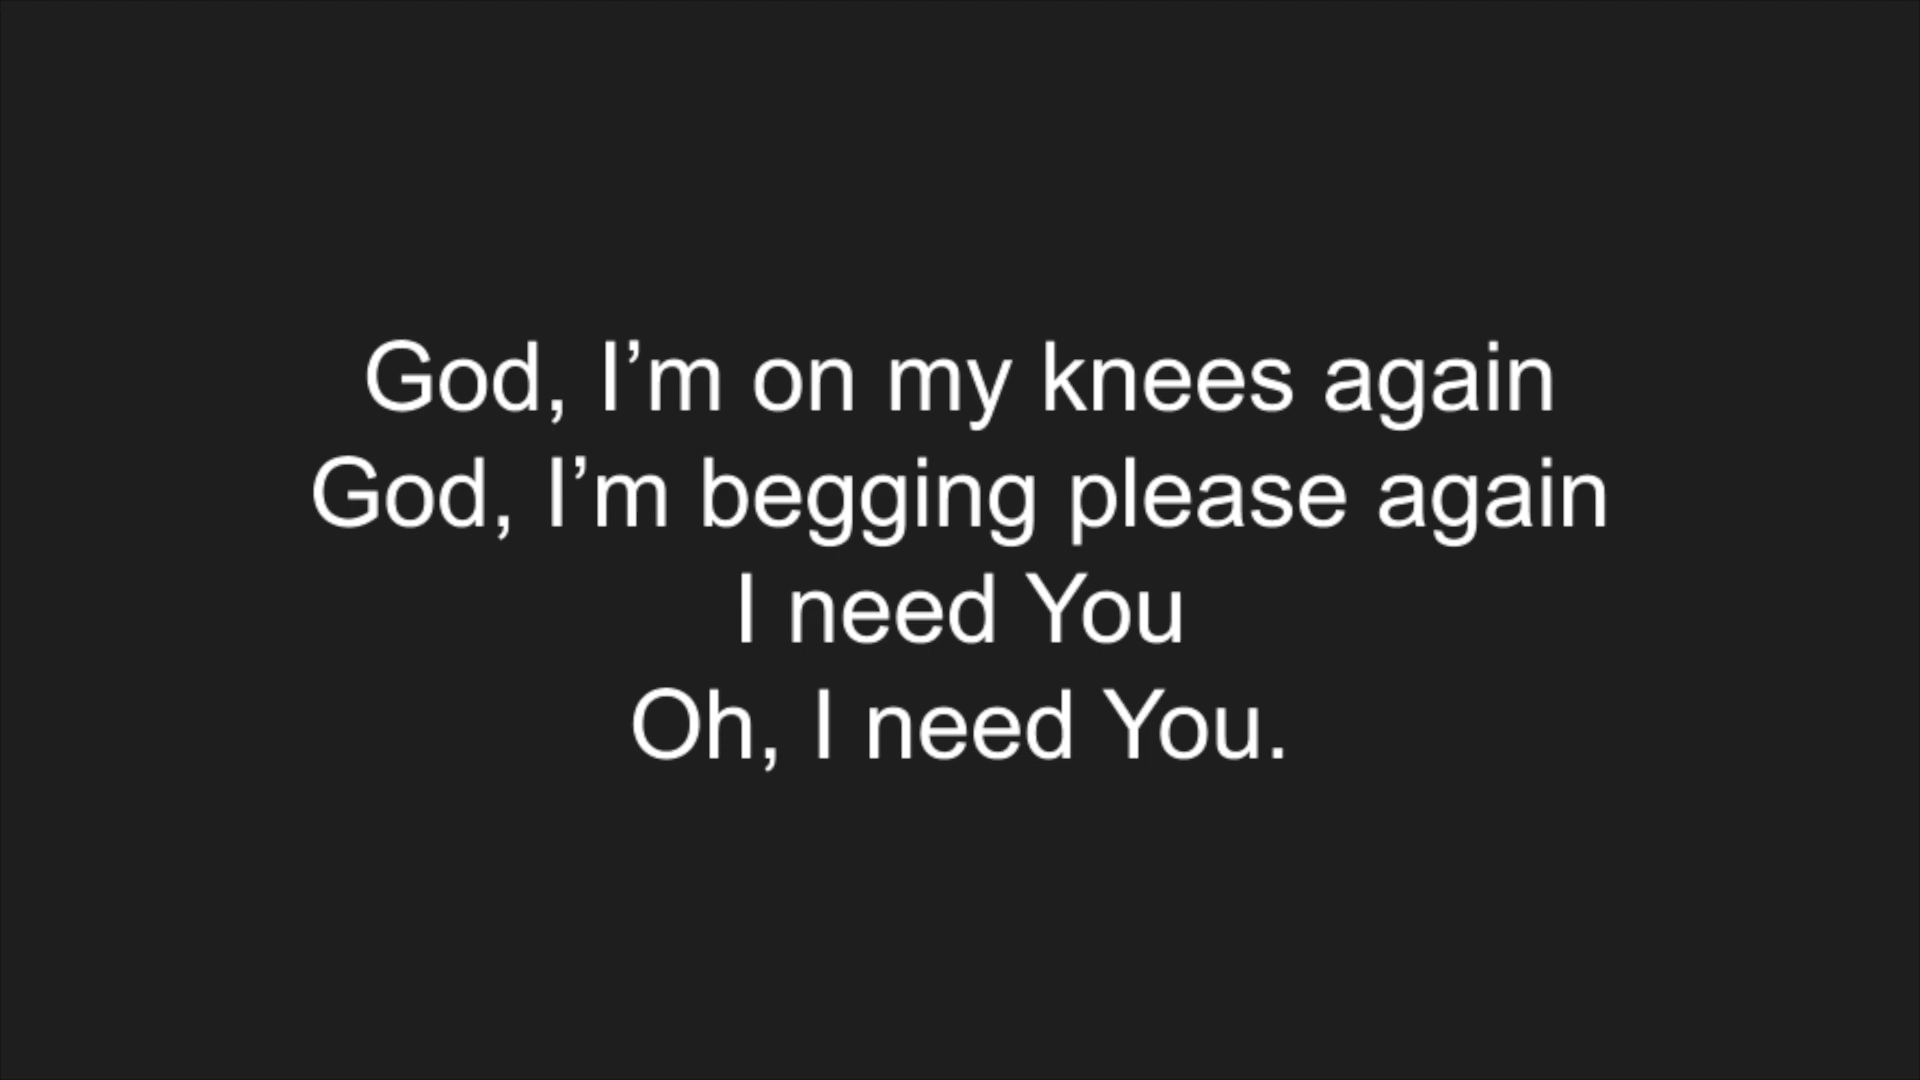 God, I’m on my knees again
God, I’m begging please again
I need You
Oh, I need You.